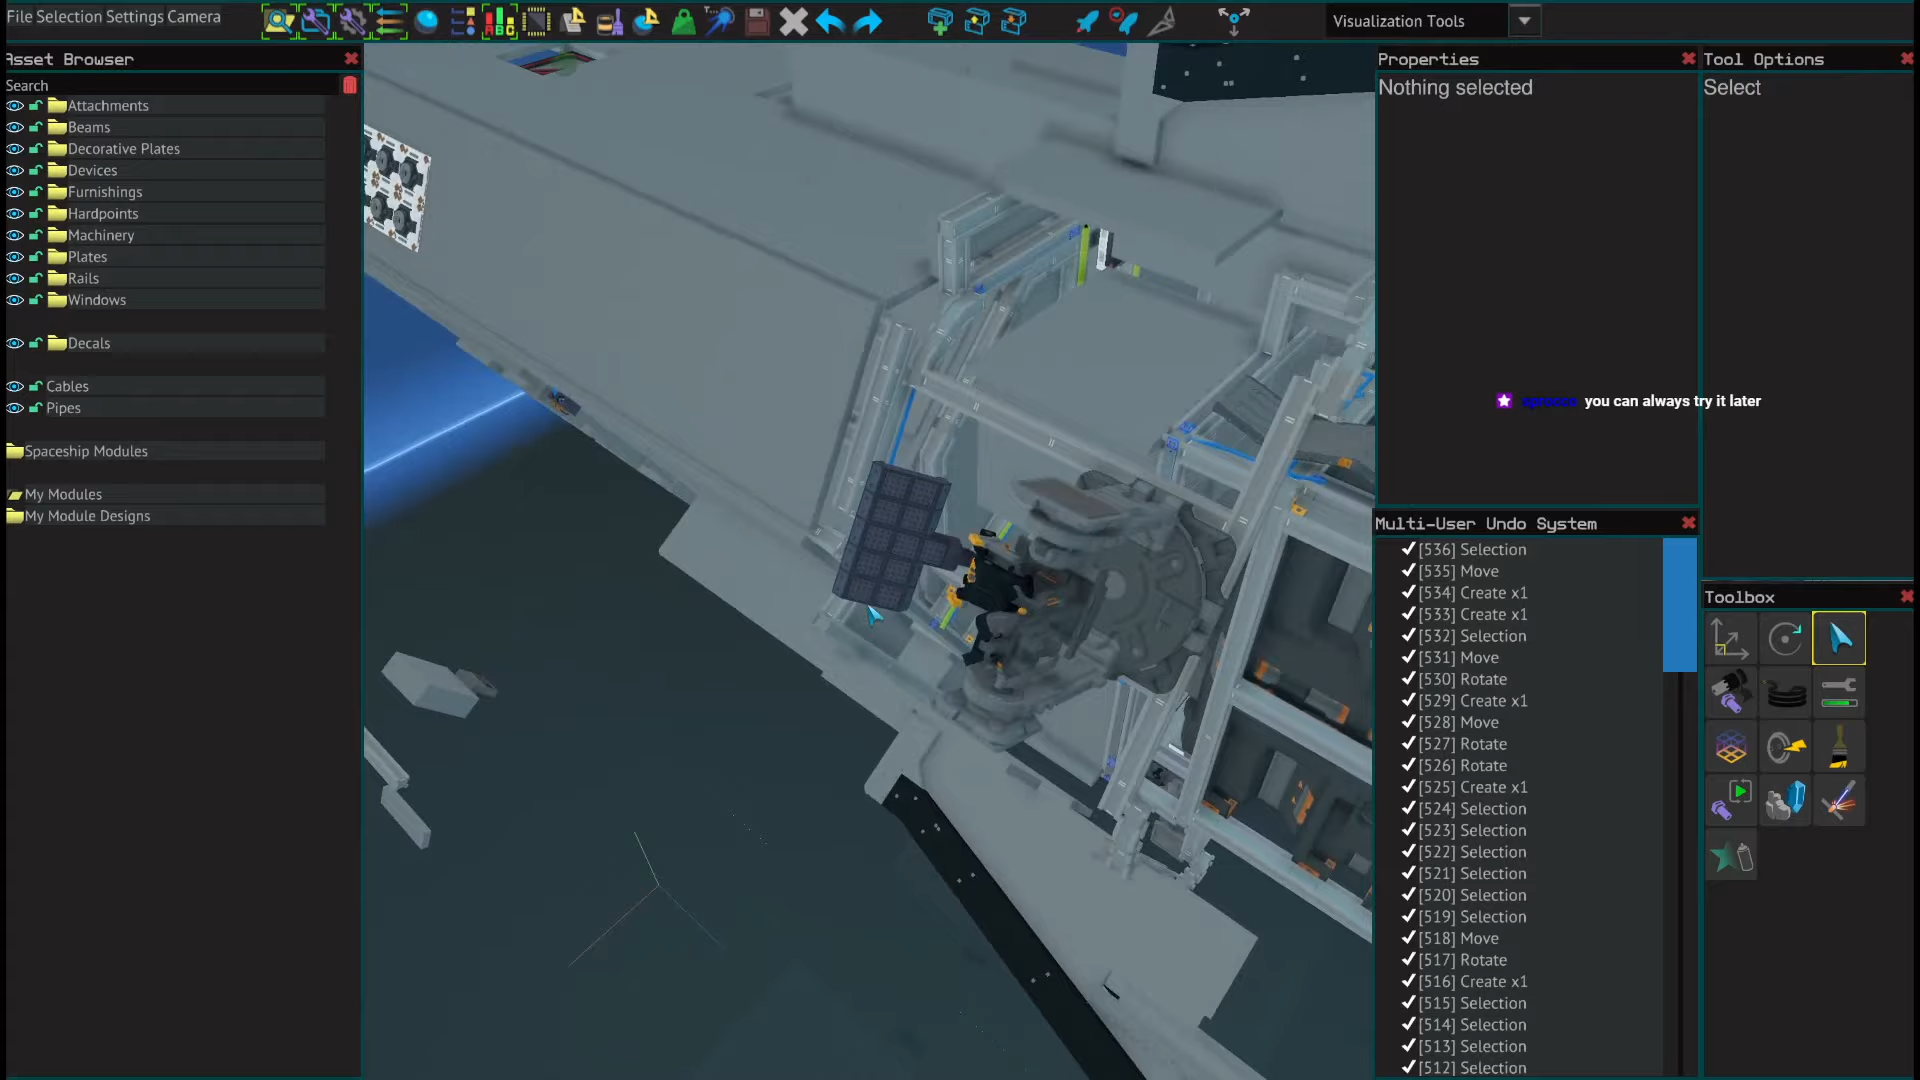 File Selection Settings Camera
Visualization Tools
Asset Browser
Search
Attachments
Beams
Decorative Plates
Devices
Furnishings
Hardpoints
Machinery
Plates
Rails
Windows
Decals
Cables
Pipes
Spaceship Modules
My Modules
My Module Designs
Properties
Nothing selected
you can always try it later
Multi-User Undo System
[536] Selection
[535] Move
[534] Create x1
[533] Create x1
[532] Selection
[531] Move
[530] Rotate
[529] Create x1
[528] Move
[527] Rotate
[526] Rotate
[525] Create x1
[524] Selection
[523] Selection
[522] Selection
[521] Selection
[520] Selection
[519] Selection
[518] Move
[517] Rotate
[516] Create x1
[515] Selection
[514] Selection
[513] Selection
[512] Selection
Tool Options
Select
Toolbox